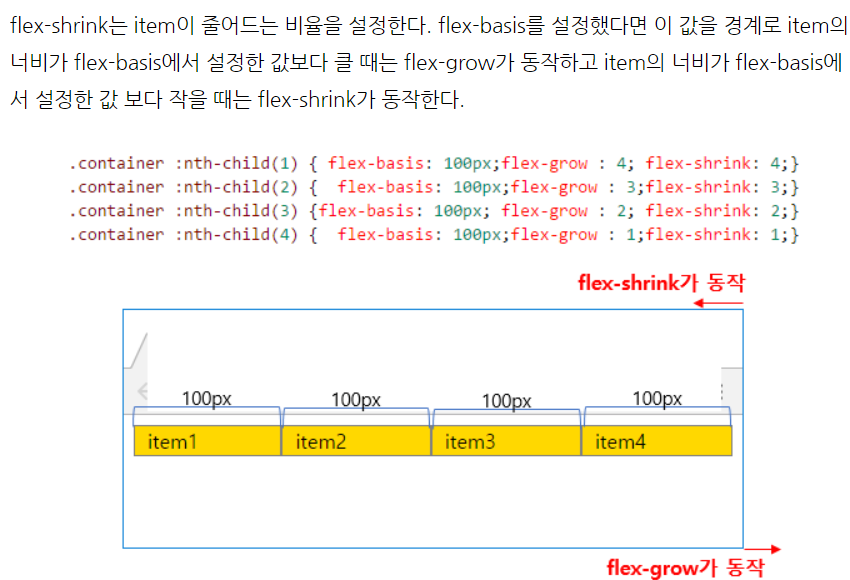 flex-shrink는 item이 줄어드는 비율을 설정한다. flex-basis를 설정했다면 이 값을 경계로 item의
너비가 flex-basis에서 설정한 값보다 클 때는 flex-grow가 동작하고 item의 너비가 flex-basis에
서 설정한 값 보다 작을 때는 flex-shrink가 동작한다.
.container :nth-child(1) { flex-basis: 100px;flex-grow : 4; flex-shrink: 4;}
.container :nth-child(2) {  flex-basis: 100px;flex-grow : 3;flex-shrink: 3;}
.container :nth-child(3) {flex-basis: 100px; flex-grow : 2; flex-shrink: 2;}
.container :nth-child(4) {  flex-basis: 100px;flex-grow : 1;flex-shrink: 1;}
flex-shrink가 동작
100px 100px 100px 100px
item1 item2 item3 item4
flex-grow가 동작